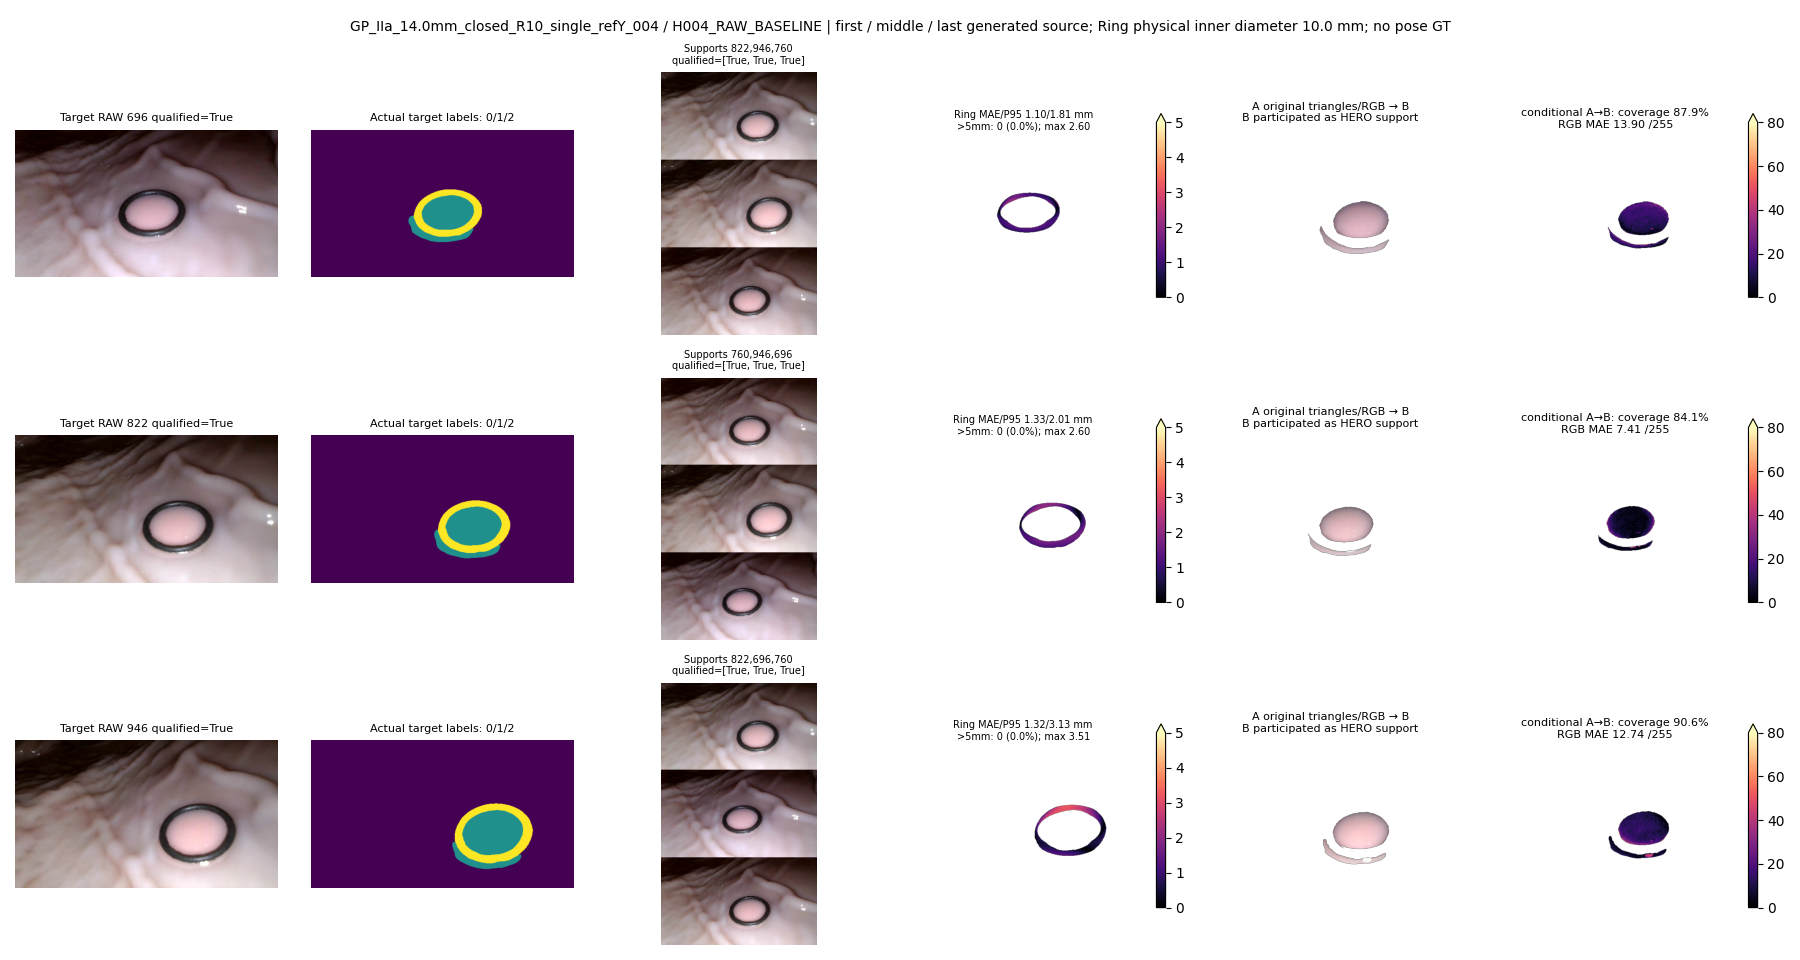 GP_IIa_14.0mm_closed_R10_single_refY_004 / H004_RAW_BASELINE | first / middle / last generated source; Ring physical inner diameter 10.0 mm; no pose GT
Target RAW 696 qualified=True
Actual target labels: 0/1/2
Supports 822,946,760
qualified=[True, True, True]
Ring MAE/P95 1.10/1.81 mm
>5mm: 0 (0.0%); max 2.60
5
4
3
2
1
0
A original triangles/RGB → B
B participated as HERO support
conditional A→B: coverage 87.9%
RGB MAE 13.90 /255
80
60
40
20
0
Target RAW 822 qualified=True
Actual target labels: 0/1/2
Supports 760,946,696
qualified=[True, True, True]
Ring MAE/P95 1.33/2.01 mm
>5mm: 0 (0.0%); max 2.60
5
4
3
2
1
0
A original triangles/RGB → B
B participated as HERO support
conditional A→B: coverage 84.1%
RGB MAE 7.41 /255
80
60
40
20
0
Target RAW 946 qualified=True
Actual target labels: 0/1/2
Supports 822,696,760
qualified=[True, True, True]
Ring MAE/P95 1.32/3.13 mm
>5mm: 0 (0.0%); max 3.51
5
4
3
2
1
0
A original triangles/RGB → B
B participated as HERO support
conditional A→B: coverage 90.6%
RGB MAE 12.74 /255
80
60
40
20
0